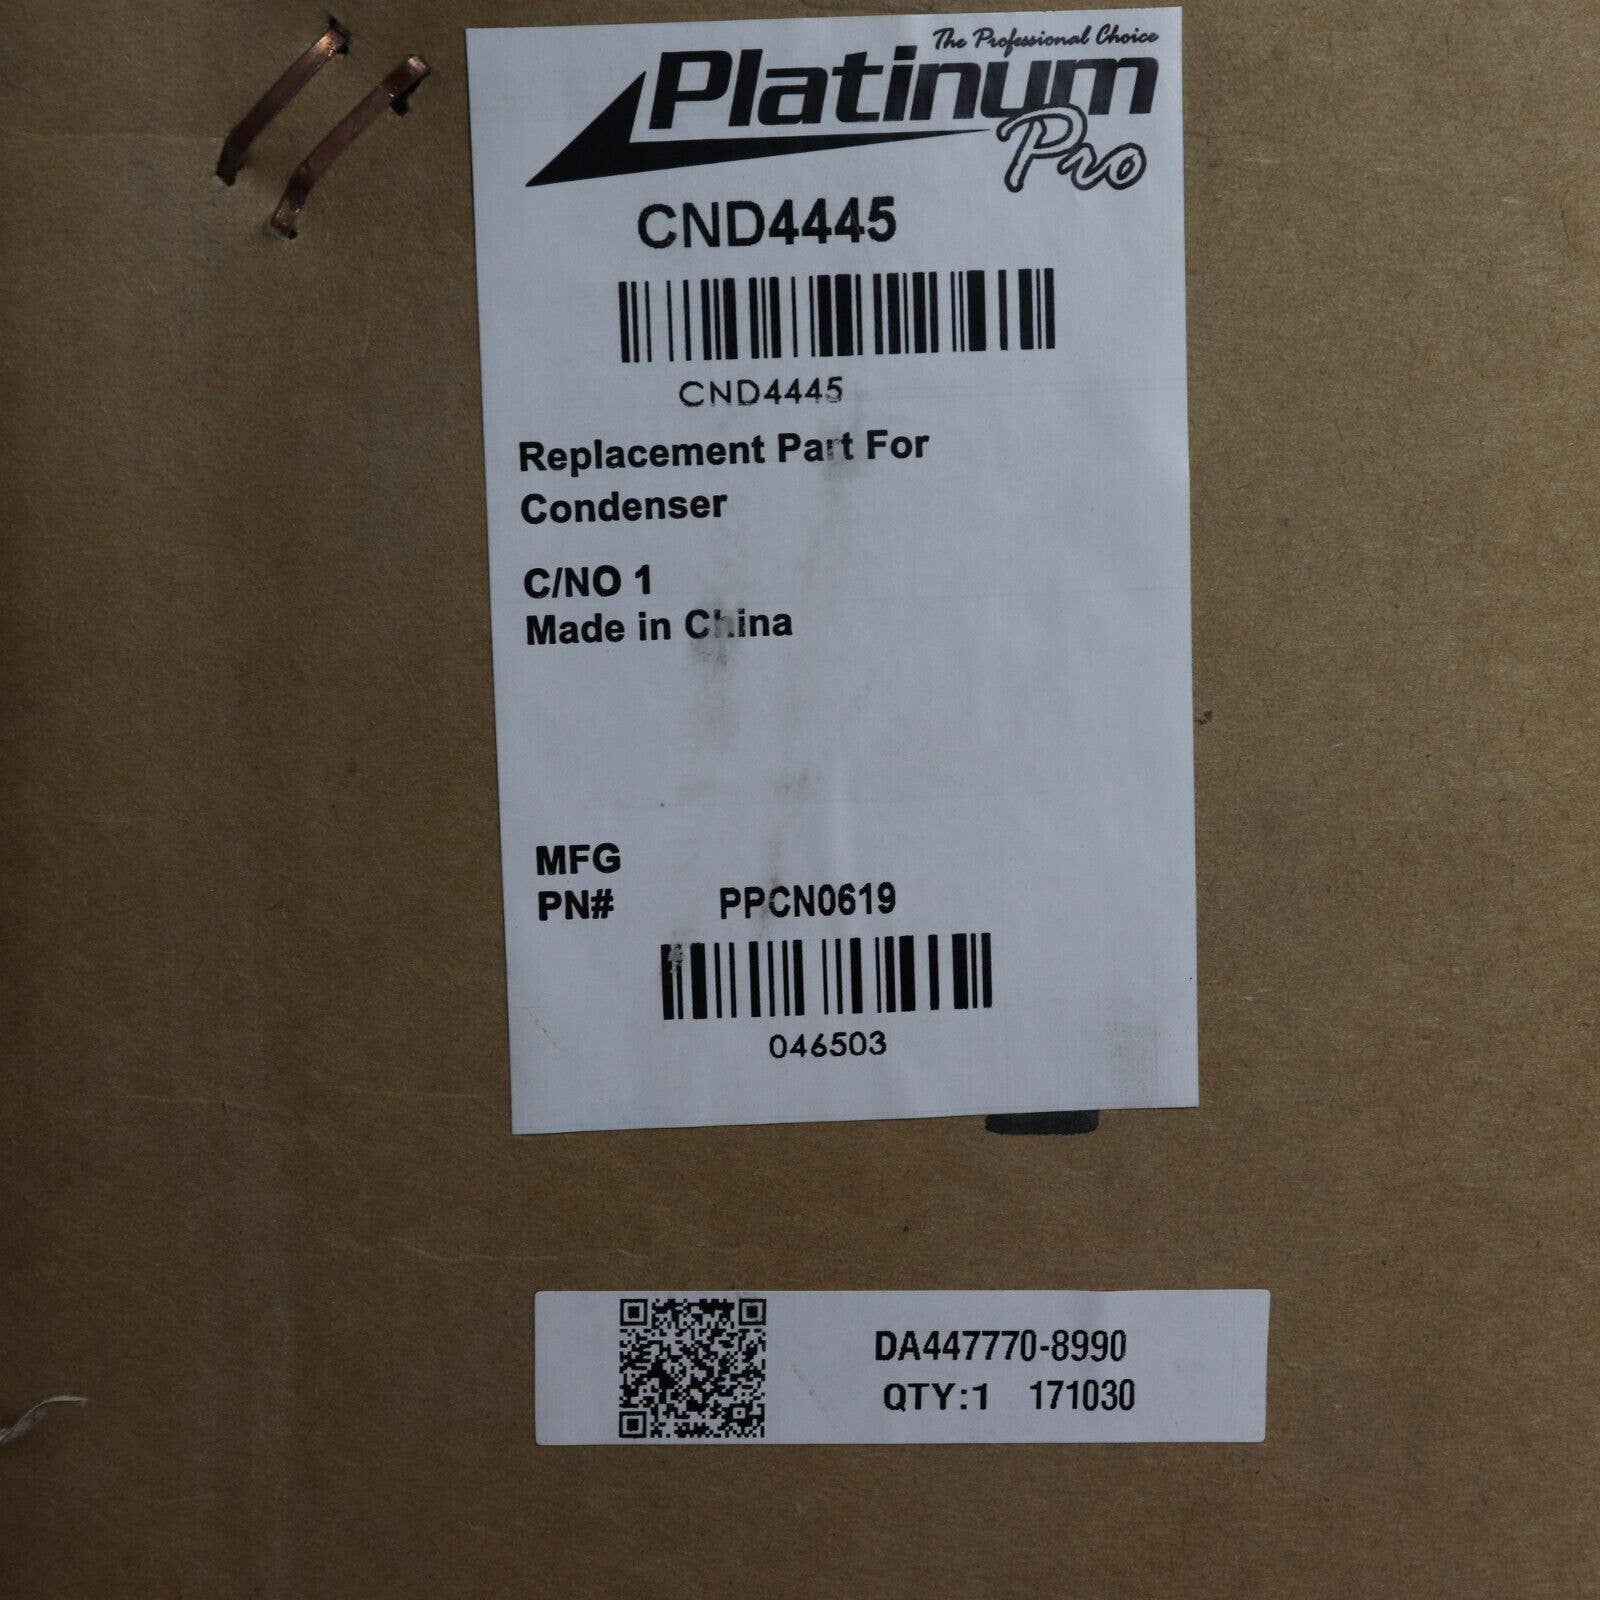 The Professional Choice
Platinum
Pro
CND4445
CND4445
Replacement Part For
Condenser
C/NO 1
Made in China
MFG
PN# PPCN0619
046503
DA447770-8990
QTY:1 171030